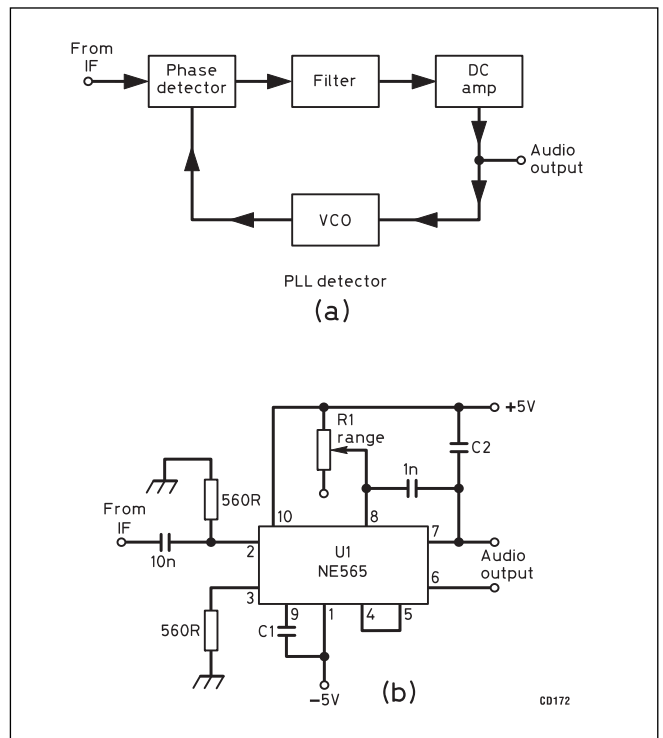 From
IF
Phase
detector
Filter
DC
amp
Audio
output
VCO
PLL detector
(a)
+5V
R1
range
C2
1n
560R
From
IF
10n
10
8
2
7
U1
NE565
Audio
output
3
6
560R
C1
9
1
4
5
-5V
(b)
CD172